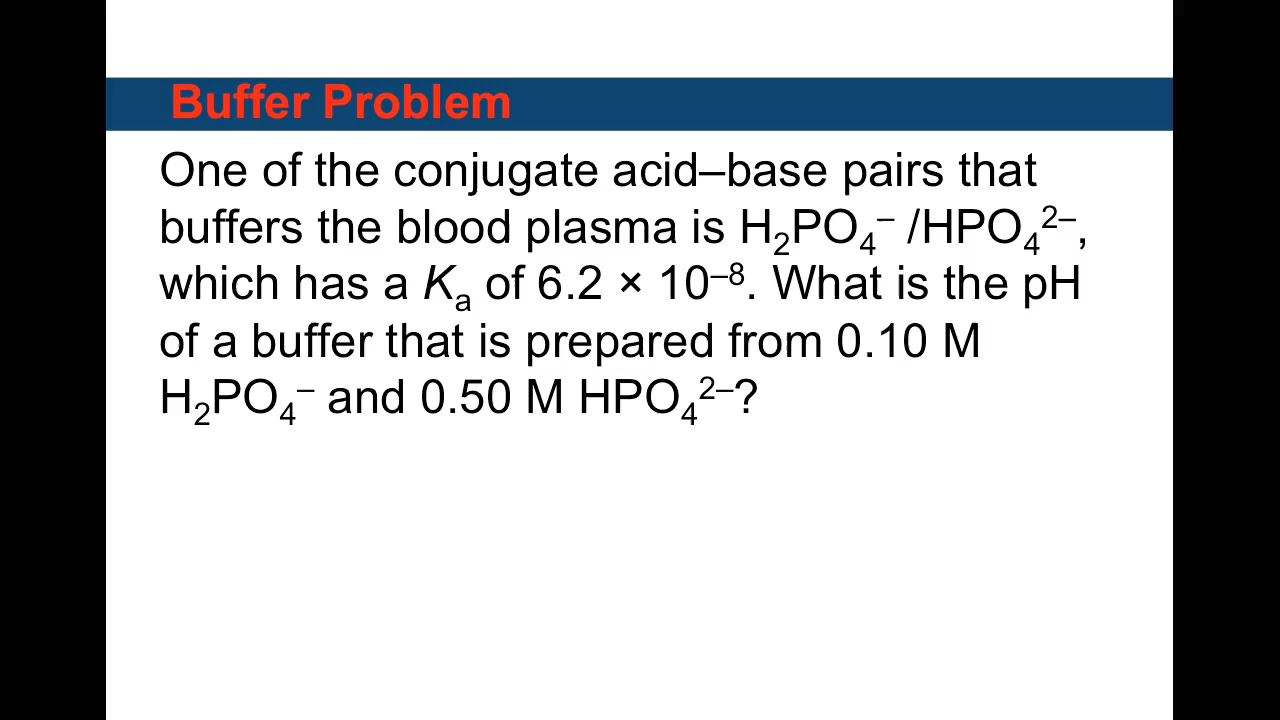 Buffer Problem
One of the conjugate acid–base pairs that
buffers the blood plasma is H₂PO₄⁻ /HPO₄²⁻,
which has a Kₐ of 6.2 × 10⁻⁸. What is the pH
of a buffer that is prepared from 0.10 M
H₂PO₄⁻ and 0.50 M HPO₄²⁻?